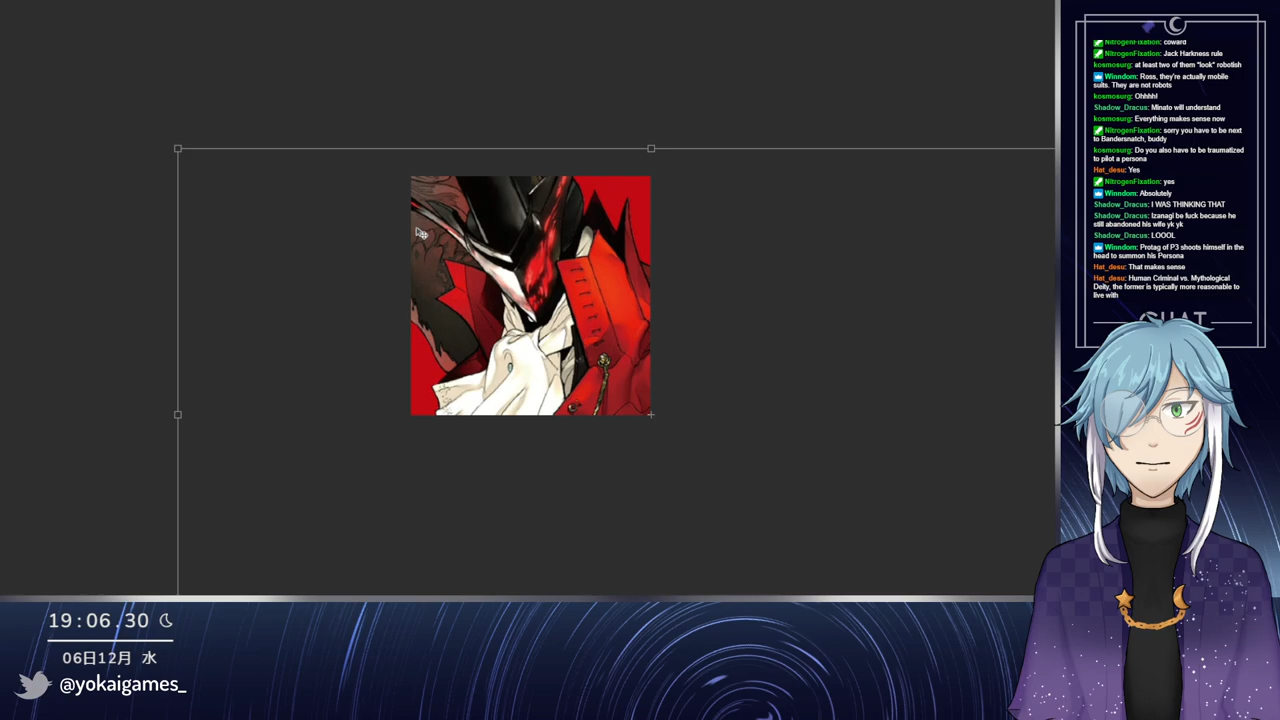 NitrogenFixation: coward
NitrogenFixation: Jack Harkness rule
kosmosurg: at least two of them *look* robotish
Winndom: Ross, they're actually mobile
suits. They are not robots
kosmosurg: Ohhhh!
Shadow_Dracus: Minato will understand
kosmosurg: Everything makes sense now
NitrogenFixation: sorry you have to be next
to Bandersnatch, buddy
kosmosurg: Do you also have to be traumatized
to pilot a persona
Hat_desu: Yes
NitrogenFixation: yes
Winndom: Absolutely
Shadow_Dracus: I WAS THINKING THAT
Shadow_Dracus: Izanagi be fuck because he
still abandoned his wife yk yk
Shadow_Dracus: LOOOL
Winndom: Protag of P3 shoots himself in the
head to summon his Persona
Hat_desu: That makes sense
Hat_desu: Human Criminal vs. Mythological
Deity, the former is typically more reasonable to
live with
CHAT
19:06.30
06日12月 水
@yokaigames_